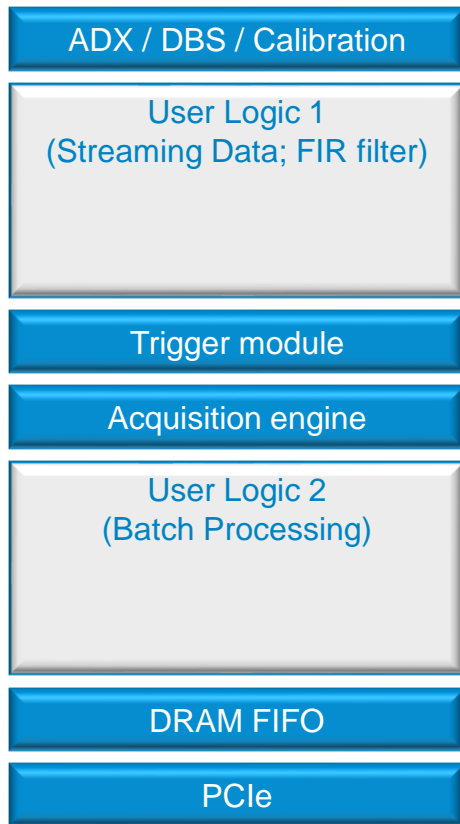 ADX / DBS / Calibration
User Logic 1
(Streaming Data; FIR filter)
Trigger module
Acquisition engine
User Logic 2
(Batch Processing)
DRAM FIFO
PCIe